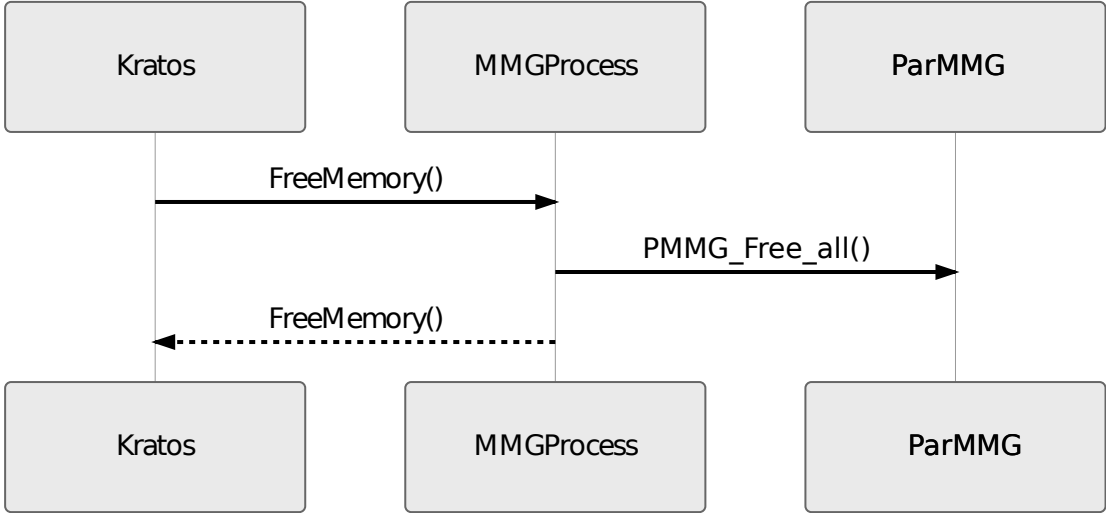 Kratos
MMGProcess
ParMMG
FreeMemory()
PMMG_Free_all()
FreeMemory()
Kratos
MMGProcess
ParMMG